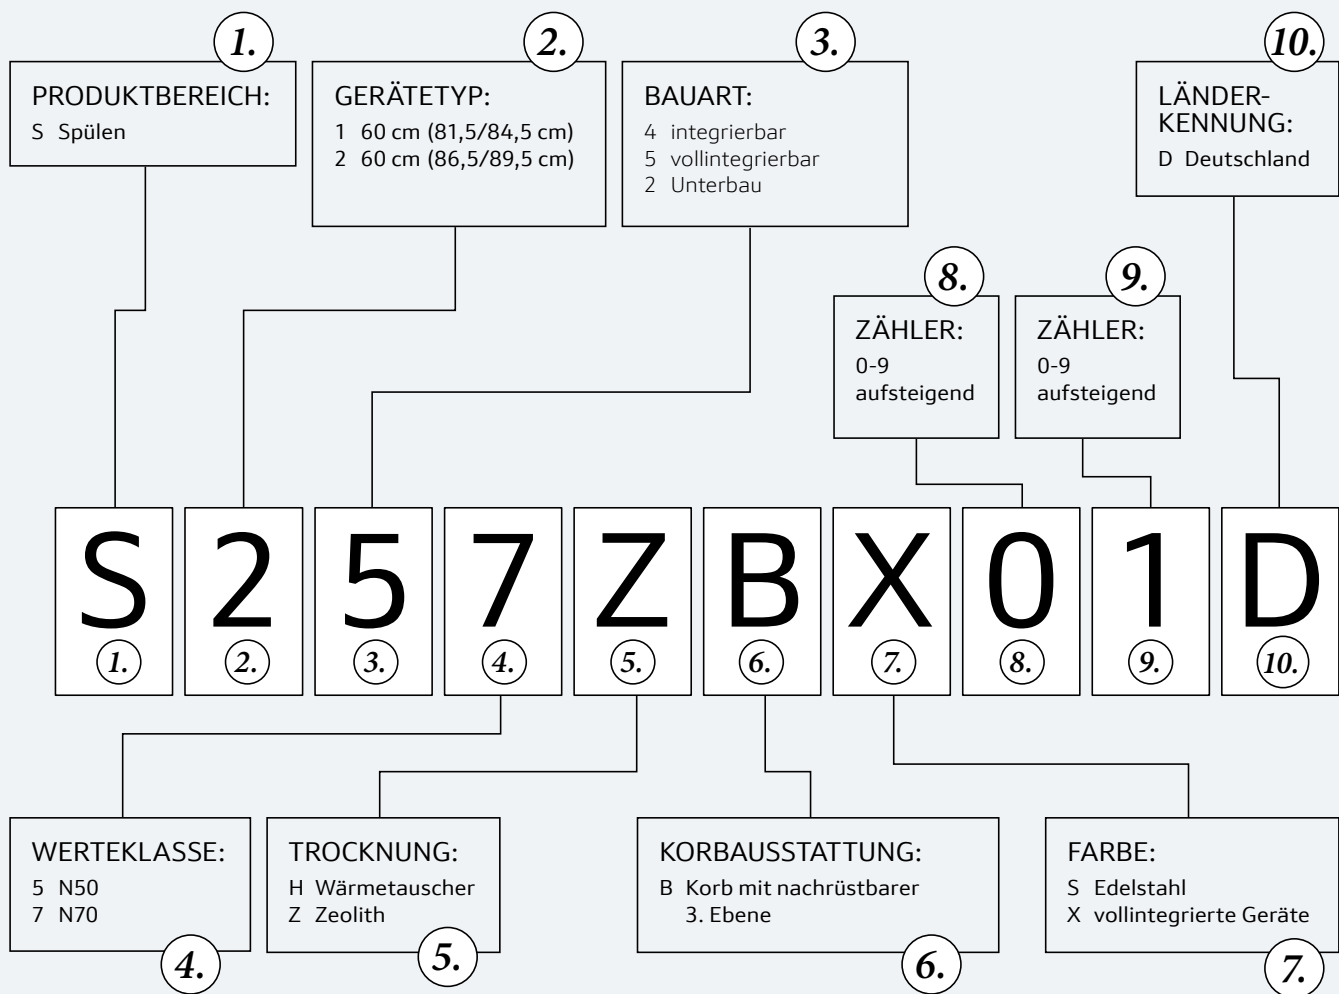 1.
PRODUKTBEREICH:
S Spülen
2.
GERÄTETYP:
1 60 cm (81,5/84,5 cm)
2 60 cm (86,5/89,5 cm)
3.
BAUART:
4 integrierbar
5 vollintegrierbar
2 Unterbau
10.
LÄNDER-
KENNUNG:
D Deutschland
8.
ZÄHLER:
0-9
aufsteigend
9.
ZÄHLER:
0-9
aufsteigend
S 2 5 7 Z B X 0 1 D
1. 2. 3. 4. 5. 6. 7. 8. 9. 10.
WERTEKLASSE:
5 N50
7 N70
4.
TROCKNUNG:
H Wärmetauscher
Z Zeolith
5.
KORBAUSSTATTUNG:
B Korb mit nachrüstbarer
3. Ebene
6.
FARBE:
S Edelstahl
X vollintegrierte Geräte
7.